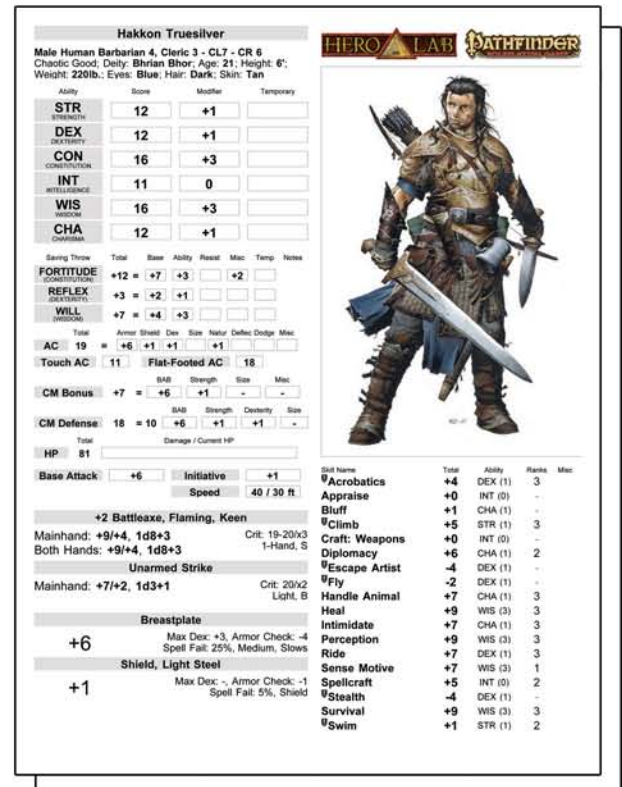 Hakkon Truesilver
Male Human Barbarian 4, Cleric 3 - CL7 - CR 6
Chaotic Good; Deity: Bhrian Bhor; Age: 21; Height: 6';
Weight: 220lb.; Eyes: Blue; Hair: Dark; Skin: Tan
Ability Score Modifier Temporary
STR 12 +1
STRENGTH
DEX 12 +1
DEXTERITY
CON 16 +3
CONSTITUTION
INT 11 0
INTELLIGENCE
WIS 16 +3
WISDOM
CHA 12 +1
CHARISMA
Saving Throw Total Base Ability Resist Misc Temp Notes
FORTITUDE +12 = +7 +3 +2
(CONSTITUTION)
REFLEX +3 = +2 +1
(DEXTERITY)
WILL +7 = +4 +3
(WISDOM)
Total Armor Shield Dex Size Natur Deflec Dodge Misc
AC 19 = +6 +1 +1 +1
Touch AC 11 Flat-Footed AC 18
BAB Strength Size Misc
CM Bonus +7 = +6 +1 - -
BAB Strength Dexterity Size
CM Defense 18 = 10 +6 +1 +1 -
Total Damage / Current HP
HP 81
Base Attack +6 Initiative +1
Speed 40 / 30 ft
+2 Battleaxe, Flaming, Keen
Mainhand: +9/+4, 1d8+3 Crit: 19-20/x3
Both Hands: +9/+4, 1d8+3 1-Hand, S
Unarmed Strike
Mainhand: +7/+2, 1d3+1 Crit: 20/x2
Light, B
Breastplate
+6 Max Dex: +3, Armor Check: -4
Spell Fail: 25%, Medium, Slows
Shield, Light Steel
+1 Max Dex: -, Armor Check: -1
Spell Fail: 5%, Shield
HERO LAB PATHFINDER
ROLEPLAYING GAME
Skill Name Total Ability Ranks Misc
Acrobatics +4 DEX (1) 3
Appraise +0 INT (0) -
Bluff +1 CHA (1) -
Climb +5 STR (1) 3
Craft: Weapons +0 INT (0) -
Diplomacy +6 CHA (1) 2
Escape Artist -4 DEX (1) -
Fly -2 DEX (1) -
Handle Animal +7 CHA (1) 3
Heal +9 WIS (3) 3
Intimidate +7 CHA (1) 3
Perception +9 WIS (3) 3
Ride +7 DEX (1) 3
Sense Motive +7 WIS (3) 1
Spellcraft +5 INT (0) 2
Stealth -4 DEX (1) -
Survival +9 WIS (3) 3
Swim +1 STR (1) 2